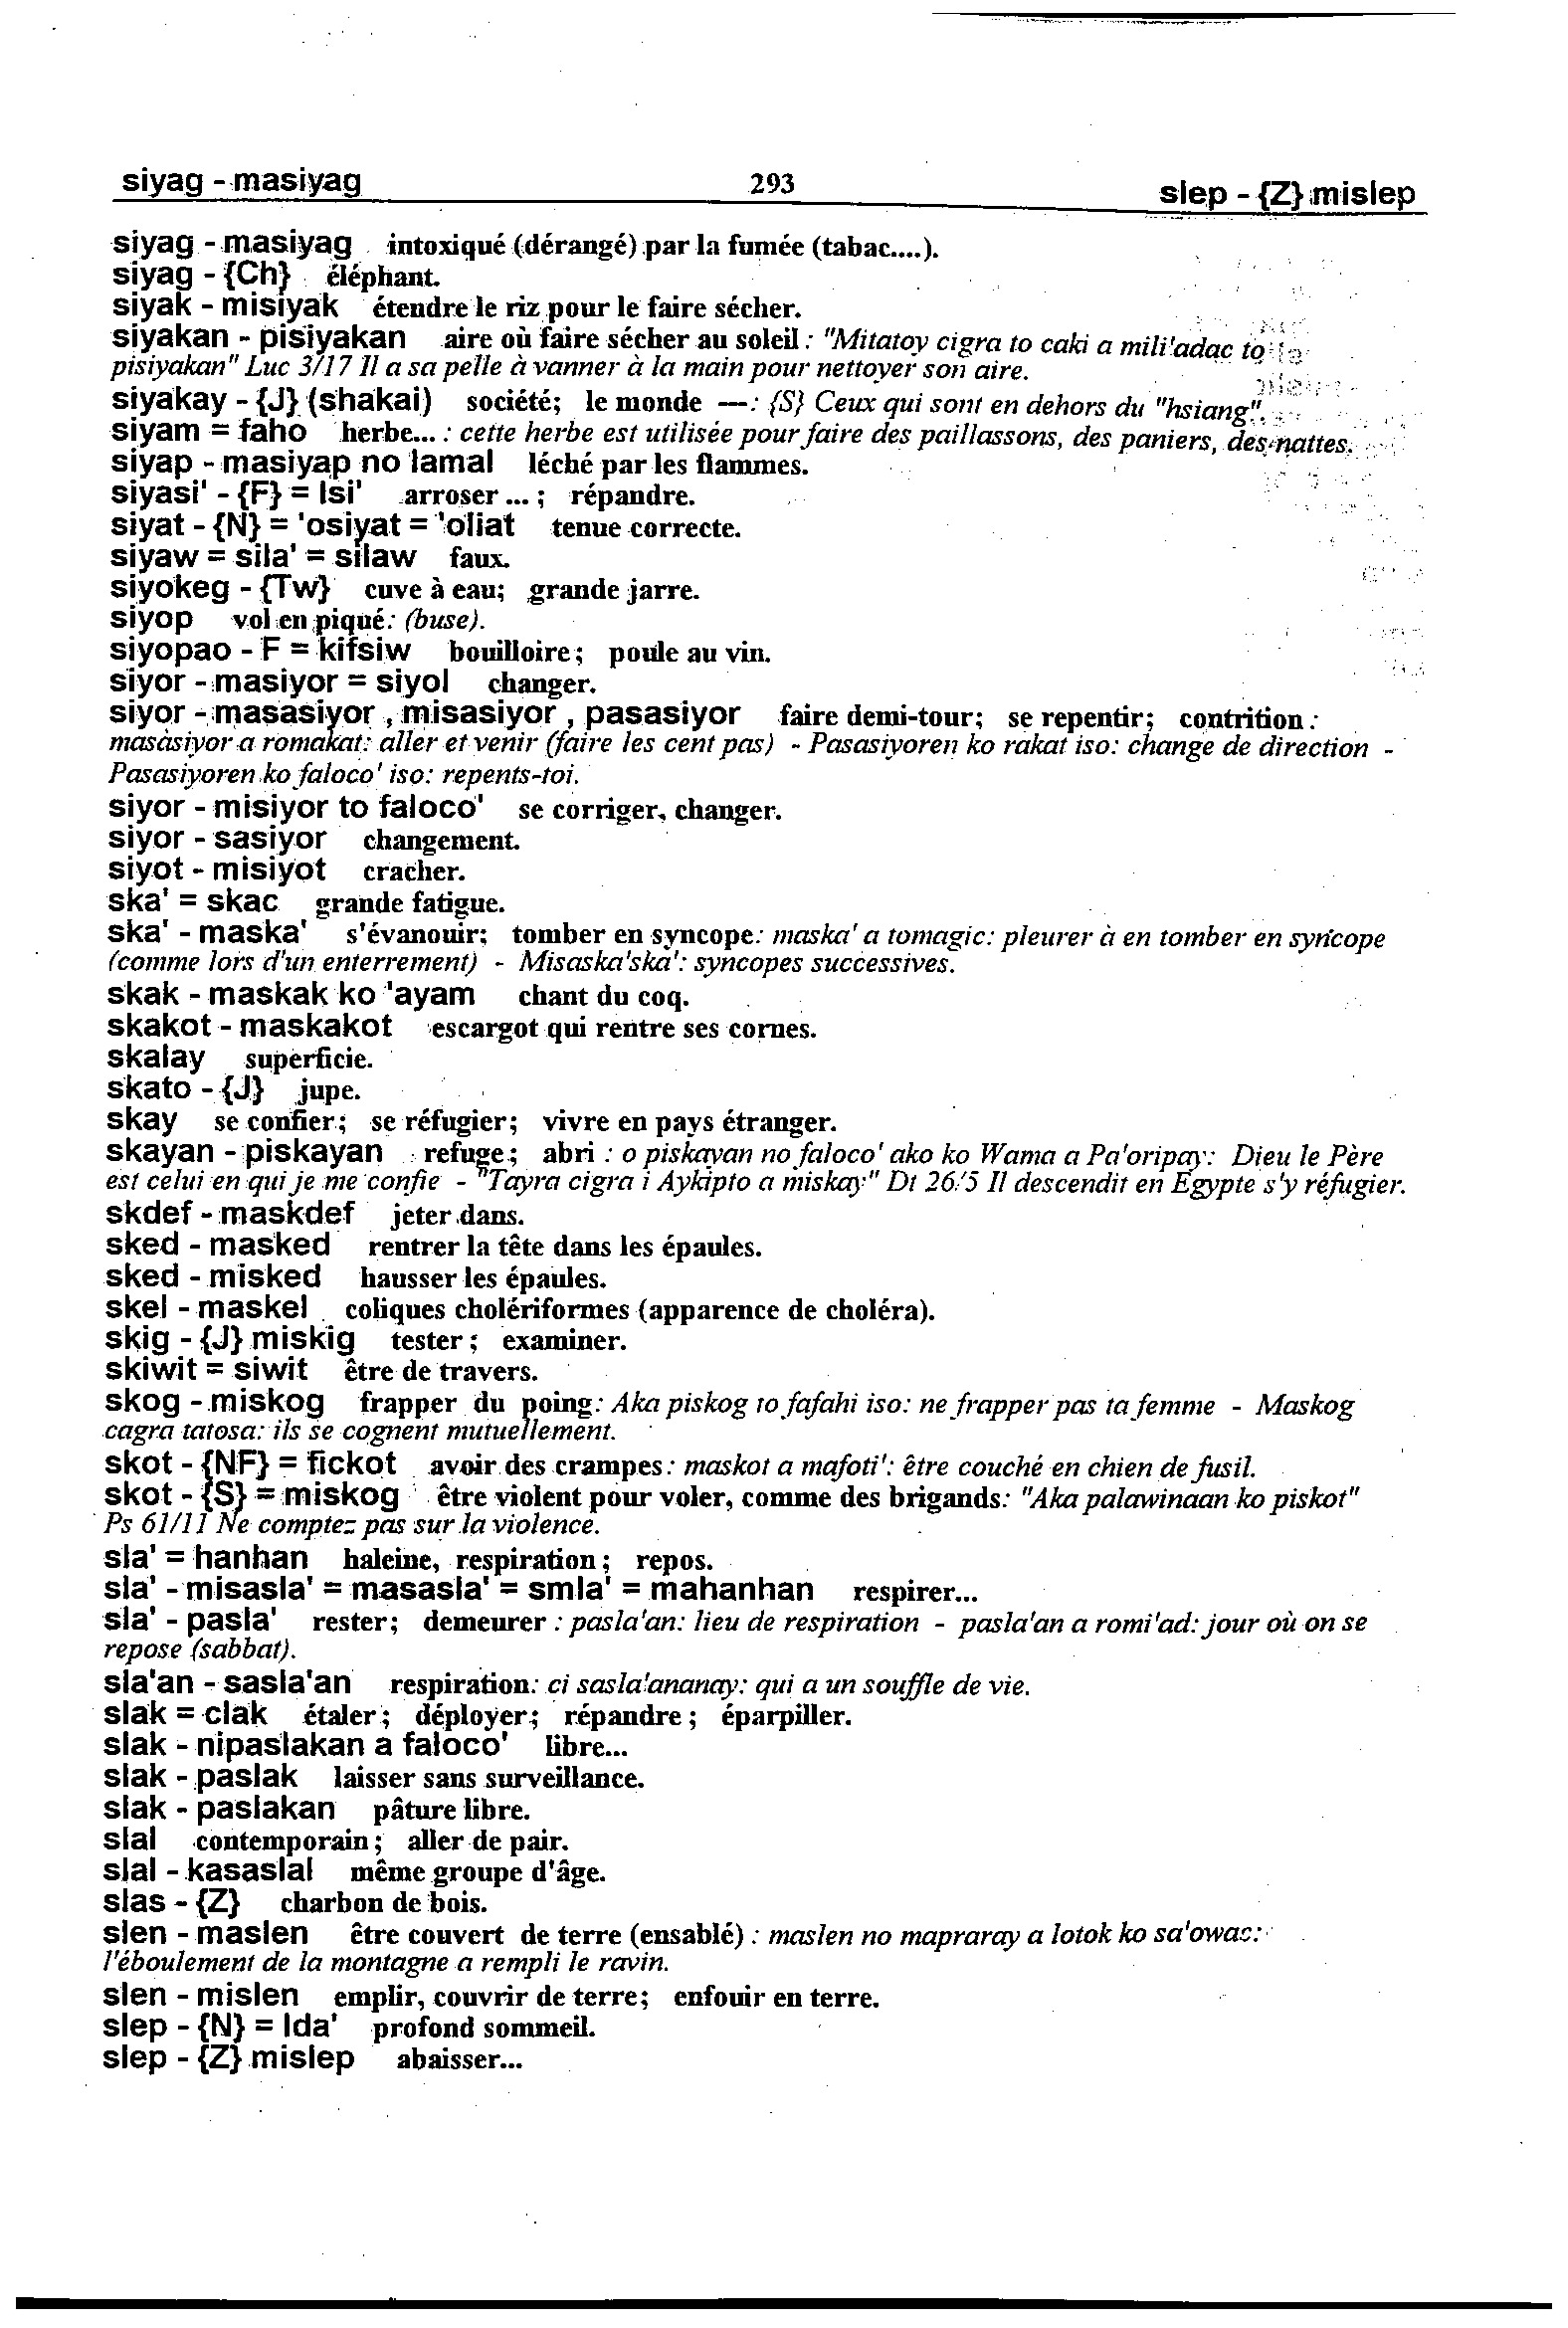 siyag - masiyag 293 slep - {Z} mislep
siyag - masiyag intoxiqué (dérangé) par la fumée (tabac....).
siyag - {Ch} éléphant.
siyak - misiyak étendre le riz pour le faire sécher.
siyakan - pisiyakan aire où faire sécher au soleil : "Mitatoy cigra to caki a mili'adac to
pisiyakan" Luc 3/17 Il a sa pelle à vanner à la main pour nettoyer son aire.
siyakay - {J} (shakai) société; le monde —: {S} Ceux qui sont en dehors du "hsiang".
siyam = faho herbe... : cette herbe est utilisée pour faire des paillassons, des paniers, des nattes.
siyap - masiyap no lamal léché par les flammes.
siyasi' - {F} = lsi' arroser ... ; répandre.
siyat - {N} = 'osiyat = 'oliat tenue correcte.
siyaw = sila' = silaw faux.
siyokeg - {Tw} cuve à eau; grande jarre.
siyop vol en piqué: (buse).
siyopao - F = kifsiw bouilloire; poule au vin.
siyor - masiyor = siyol changer.
siyor - masasiyor , misasiyor , pasasiyor faire demi-tour; se repentir; contrition :
masasiyor a romakat: aller et venir (faire les cent pas) - Pasasiyoren ko rakat iso: change de direction -
Pasasiyoren ko faloco' iso: repents-toi.
siyor - misiyor to faloco' se corriger, changer.
siyor - sasiyor changement.
siyot - misiyot cracher.
ska' = skac grande fatigue.
ska' - maska' s'évanouir; tomber en syncope: maska' a tomagic: pleurer à en tomber en syncope
(comme lors d'un enterrement) - Misaska'ska': syncopes successives.
skak - maskak ko 'ayam chant du coq.
skakot - maskakot escargot qui rentre ses cornes.
skalay superficie.
skato - {J} jupe.
skay se confier; se réfugier; vivre en pays étranger.
skayan - piskayan refuge; abri : o piskayan no faloco' ako ko Wama a Pa'oripay: Dieu le Père
est celui en qui je me confie - "Tayra cigra i Aykipto a miskay" Dt 26/5 Il descendit en Egypte s'y réfugier.
skdef - maskdef jeter dans.
sked - masked rentrer la tête dans les épaules.
sked - misked hausser les épaules.
skel - maskel coliques cholériformes (apparence de choléra).
skig - {J} miskig tester ; examiner.
skiwit = siwit être de travers.
skog - miskog frapper du poing: Aka piskog to fafahi iso: ne frapper pas ta femme - Maskog
cagra tatosa: ils se cognent mutuellement.
skot - {NF} = fickot avoir des crampes: maskot a mafoti': être couché en chien de fusil.
skot - {S} = miskog être violent pour voler, comme des brigands: "Aka palawinaan ko piskot"
Ps 61/11 Ne comptez pas sur la violence.
sla' = hanhan haleine, respiration ; repos.
sla' - misasla' = masasla' = smla' = mahanhan respirer...
sla' - pasla' rester; demeurer : pasla'an: lieu de respiration - pasla'an a romi'ad: jour où on se
repose (sabbat).
sla'an - sasla'an respiration: ci sasla'ananay: qui a un souffle de vie.
slak = clak étaler ; déployer; répandre ; éparpiller.
slak - nipaslakan a faloco' libre...
slak - paslak laisser sans surveillance.
slak - paslakan pâture libre.
slal contemporain ; aller de pair.
slal - kasaslal même groupe d'âge.
slas - {Z} charbon de bois.
slen - maslen être couvert de terre (ensablé) : maslen no mapraray a lotok ko sa'owac:
l'éboulement de la montagne a rempli le ravin.
slen - mislen emplir, couvrir de terre; enfouir en terre.
slep - {N} = lda' profond sommeil.
slep - {Z} mislep abaisser...